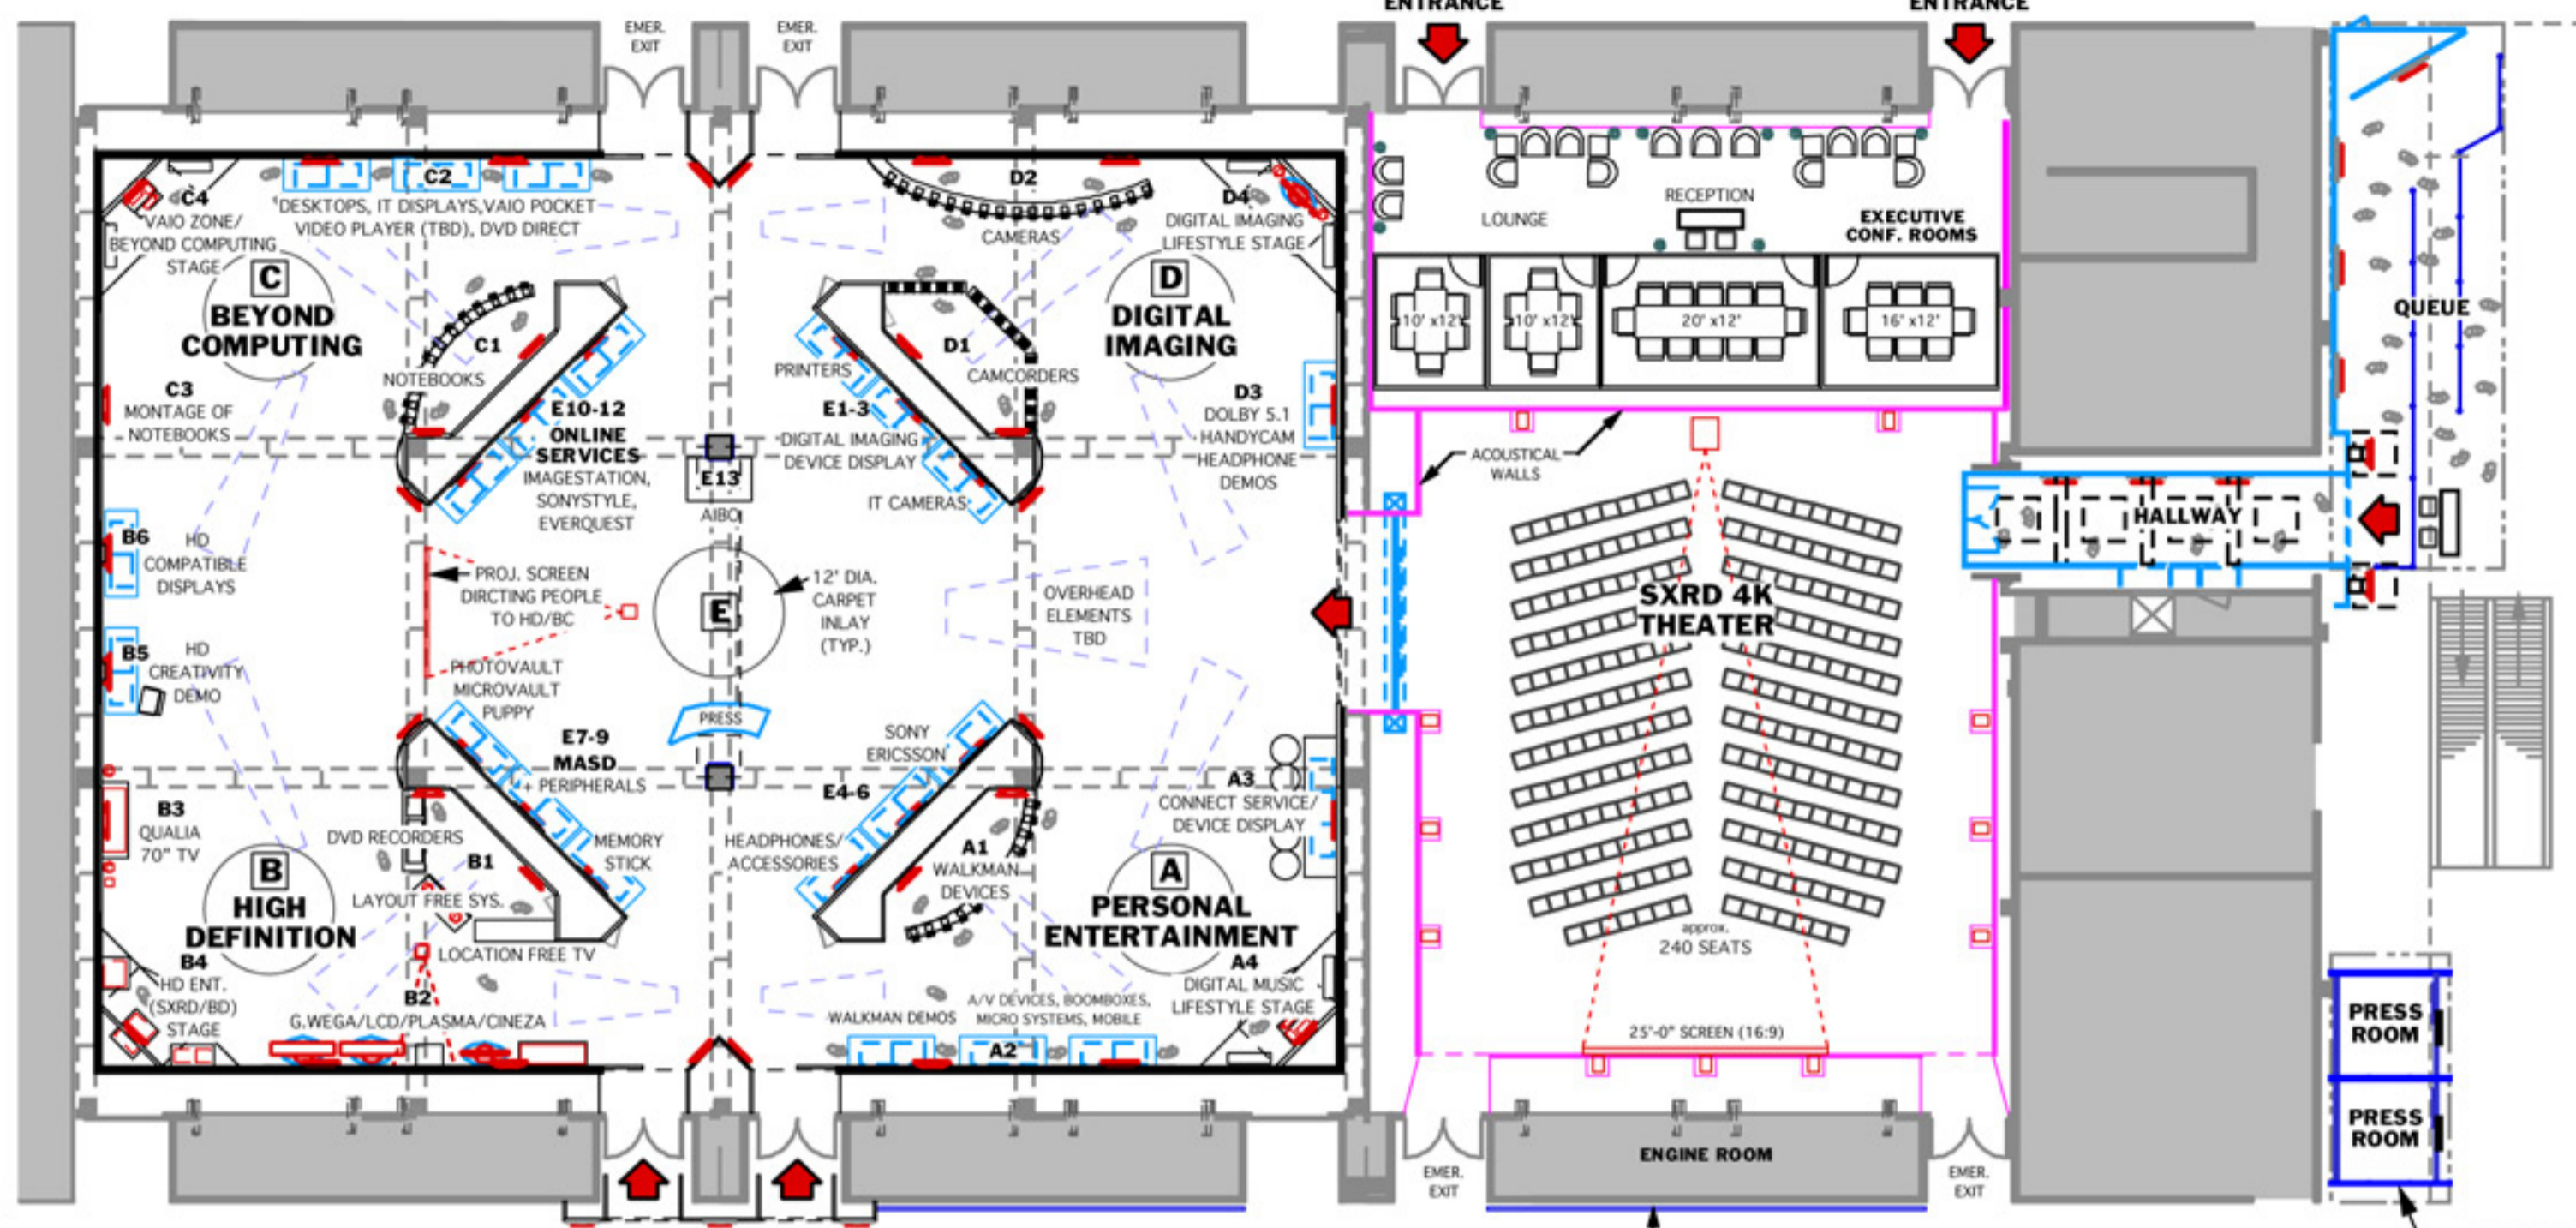 ENTRANCE
ENTRANCE
EMER.
EXIT
EMER.
EXIT
C4
VAIO ZONE/
BEYOND COMPUTING
STAGE
C2
DESKTOPS, IT DISPLAYS,VAIO POCKET
VIDEO PLAYER (TBD), DVD DIRECT
D2
CAMERAS
D4
DIGITAL IMAGING
LIFESTYLE STAGE
C
BEYOND
COMPUTING
C1
NOTEBOOKS
C3
MONTAGE OF
NOTEBOOKS
E10-12
ONLINE
SERVICES
IMAGESTATION,
SONYSTYLE,
EVERQUEST
D
DIGITAL
IMAGING
D1
CAMCORDERS
PRINTERS
E1-3
DIGITAL IMAGING
DEVICE DISPLAY
IT CAMERAS
D3
DOLBY 5.1
HANDYCAM
HEADPHONE
DEMOS
E13
AIBO
B6
HD
COMPATIBLE
DISPLAYS
B5
HD
CREATIVITY
DEMO
PROJ. SCREEN
DIRCTING PEOPLE
TO HD/BC
E
12' DIA.
CARPET
INLAY
(TYP.)
OVERHEAD
ELEMENTS
TBD
PHOTOVAULT
MICROVAULT
PUPPY
PRESS
E7-9
MASD
+ PERIPHERALS
MEMORY
STICK
SONY
ERICSSON
E4-6
HEADPHONES/
ACCESSORIES
B3
QUALIA
70" TV
DVD RECORDERS
B1
LAYOUT FREE SYS.
LOCATION FREE TV
B
HIGH
DEFINITION
B4
HD ENT.
(SXRD/BD)
STAGE
B2
G.WEGA/LCD/PLASMA/CINEZA
A3
CONNECT SERVICE/
DEVICE DISPLAY
A1
WALKMAN
DEVICES
A
PERSONAL
ENTERTAINMENT
A4
DIGITAL MUSIC
LIFESTYLE STAGE
A/V DEVICES, BOOMBOXES,
MICRO SYSTEMS, MOBILE
WALKMAN DEMOS
A2
LOUNGE
RECEPTION
EXECUTIVE
CONF. ROOMS
10' x12'
10' x12'
20' x12'
16' x12'
ACOUSTICAL
WALLS
SXRD 4K
THEATER
approx.
240 SEATS
25'-0" SCREEN (16:9)
ENGINE ROOM
EMER.
EXIT
EMER.
EXIT
QUEUE
HALLWAY
PRESS
ROOM
PRESS
ROOM